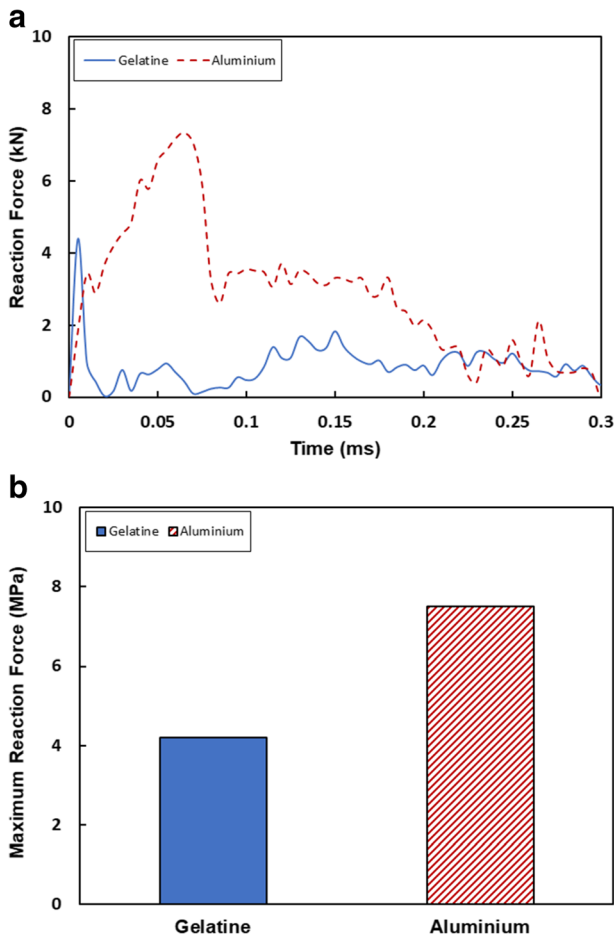 a
10
8
6
4
2
0
Reaction Force (kN)
Gelatine Aluminium
0 0.05 0.1 0.15 0.2 0.25 0.3
Time (ms)
b
10
8
6
4
2
0
Maximum Reaction Force (MPa)
Gelatine Aluminium
Gelatine Aluminium